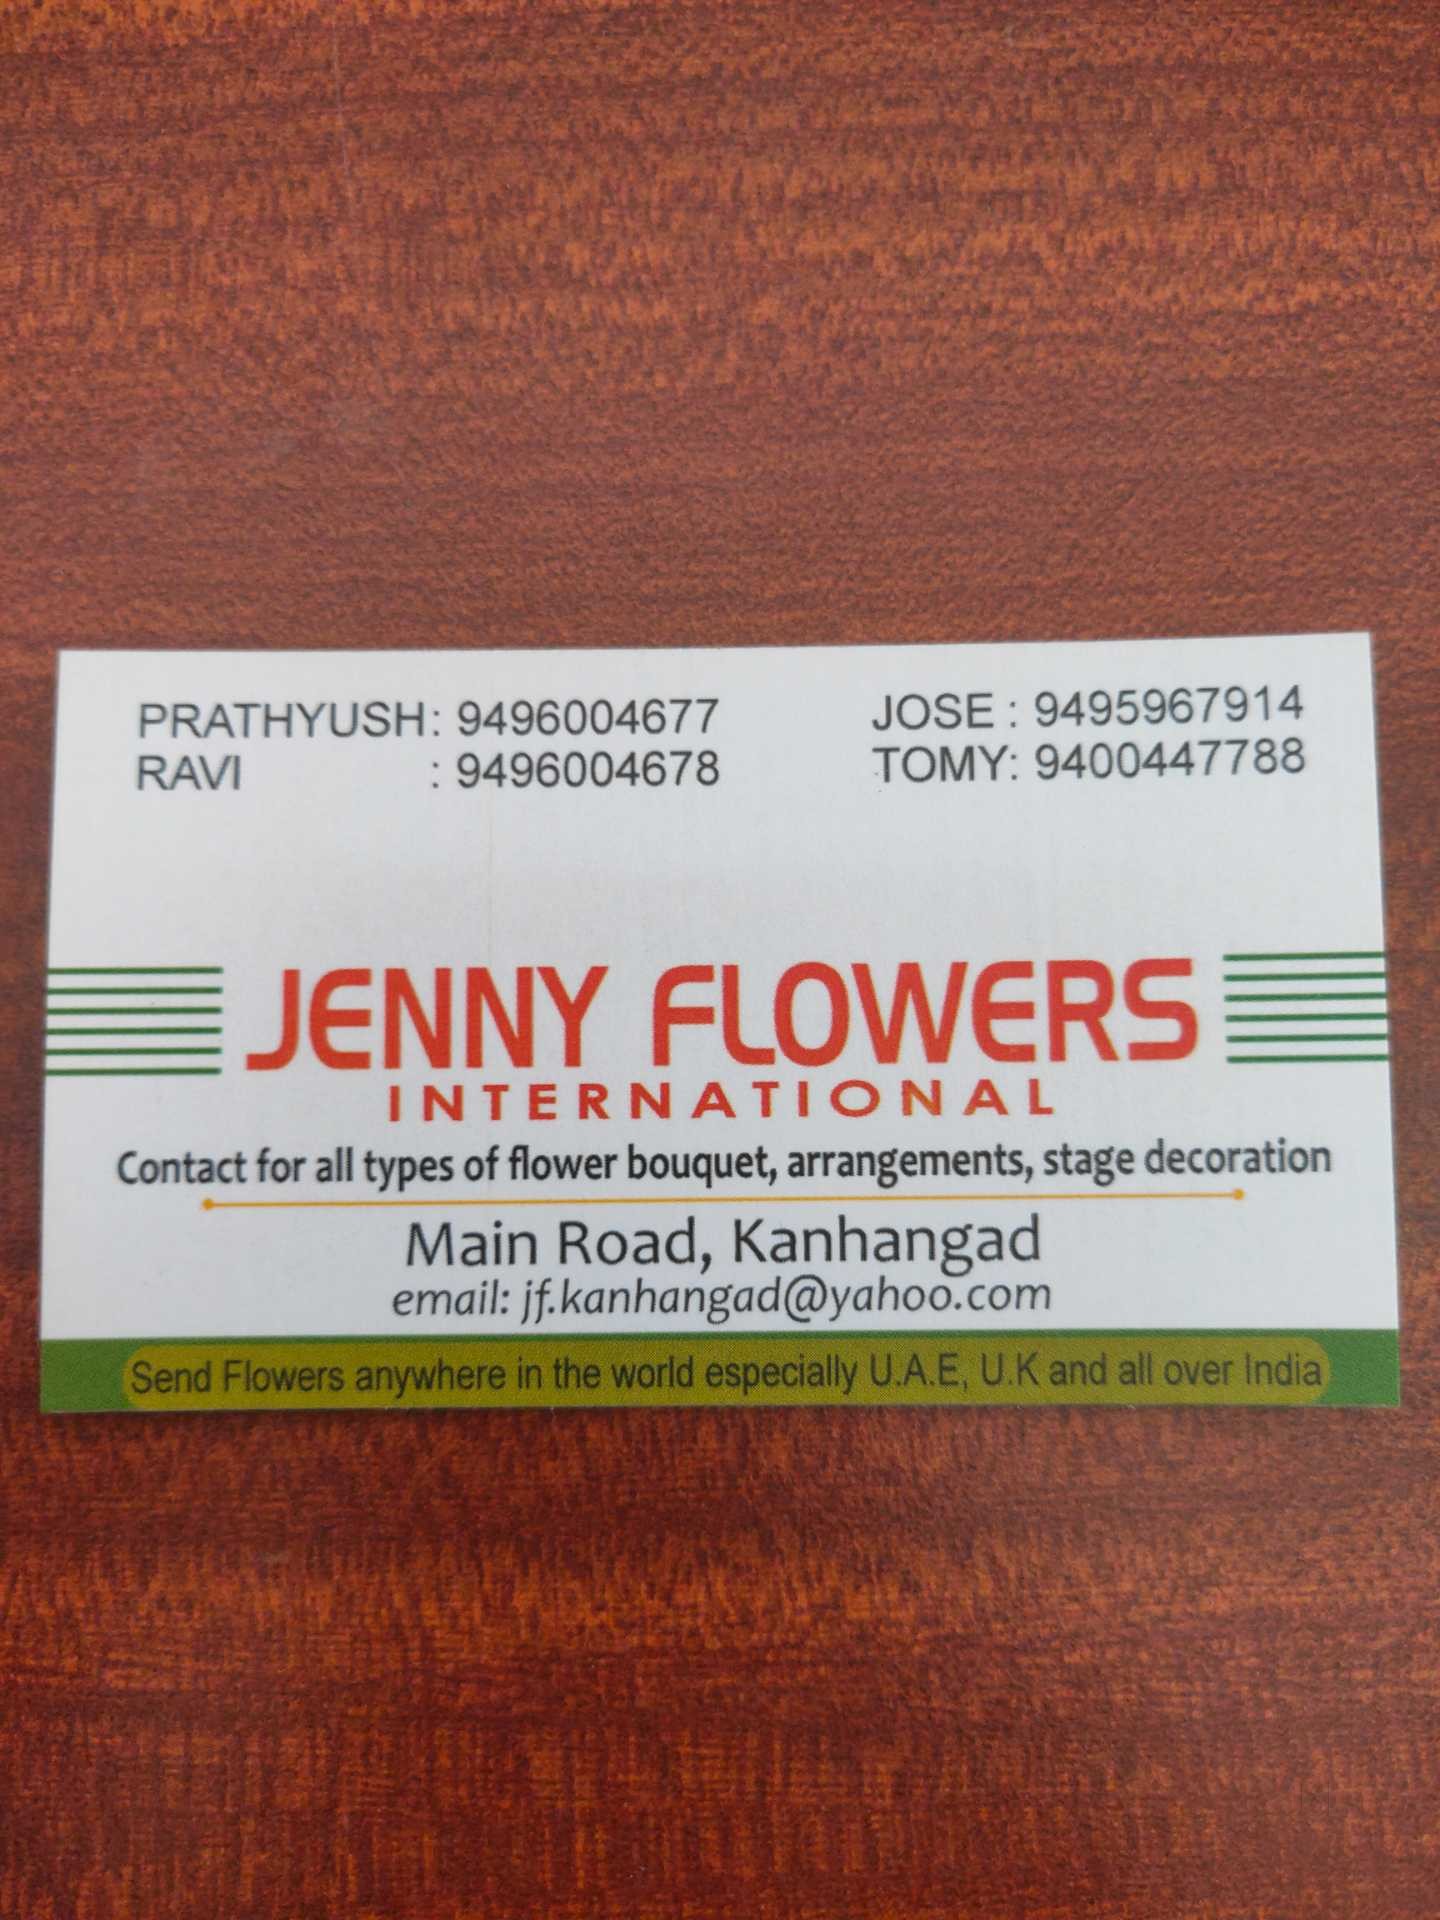 PRATHYUSH: 9496004677
RAVI : 9496004678
JOSE : 9495967914
TOMY: 9400447788
JENNY FLOWERS
INTERNATIONAL
Contact for all types of flower bouquet, arrangements, stage decoration
Main Road, Kanhangad
email: jf.kanhangad@yahoo.com
Send Flowers anywhere in the world especially U.A.E, U.K and all over India